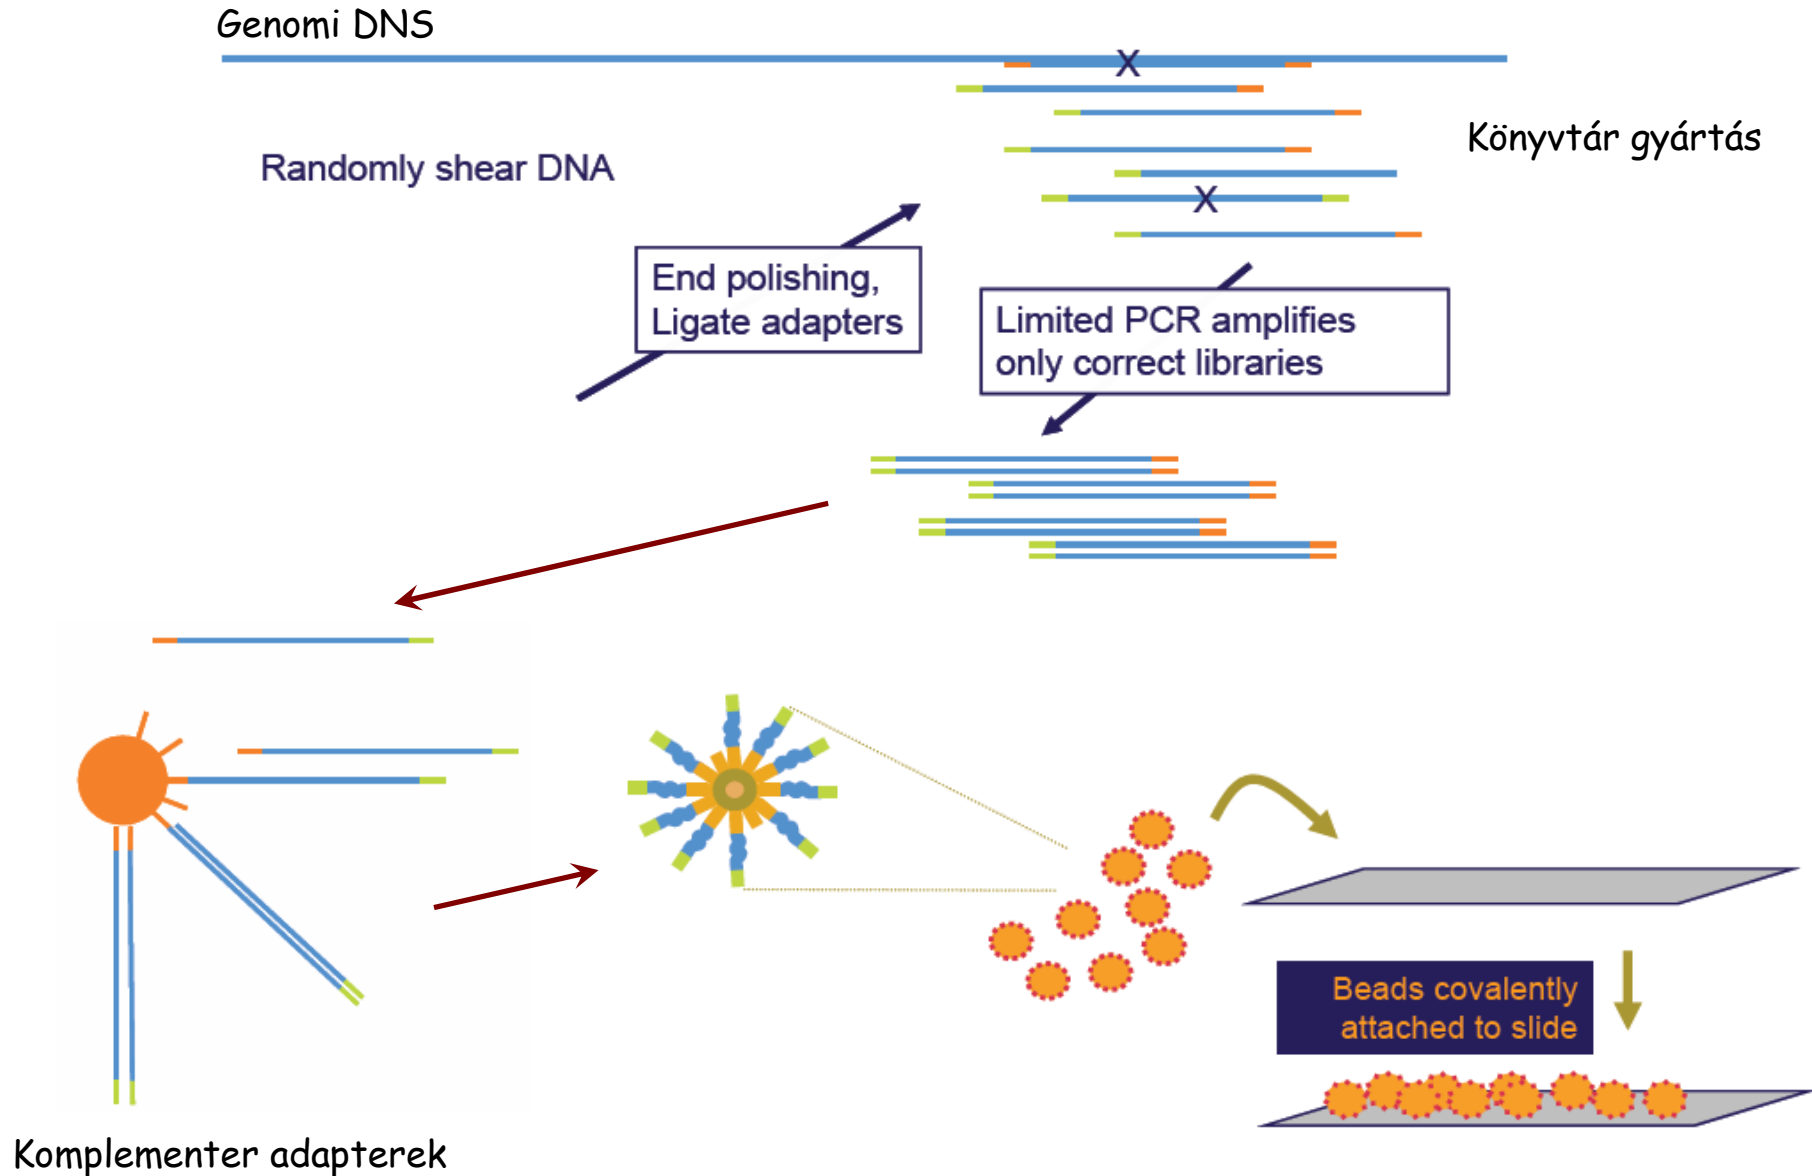 Genomi DNS
X
Könyvtár gyártás
Randomly shear DNA
X
End polishing,
Ligate adapters
Limited PCR amplifies
only correct libraries
Beads covalently
attached to slide
Komplementer adapterek